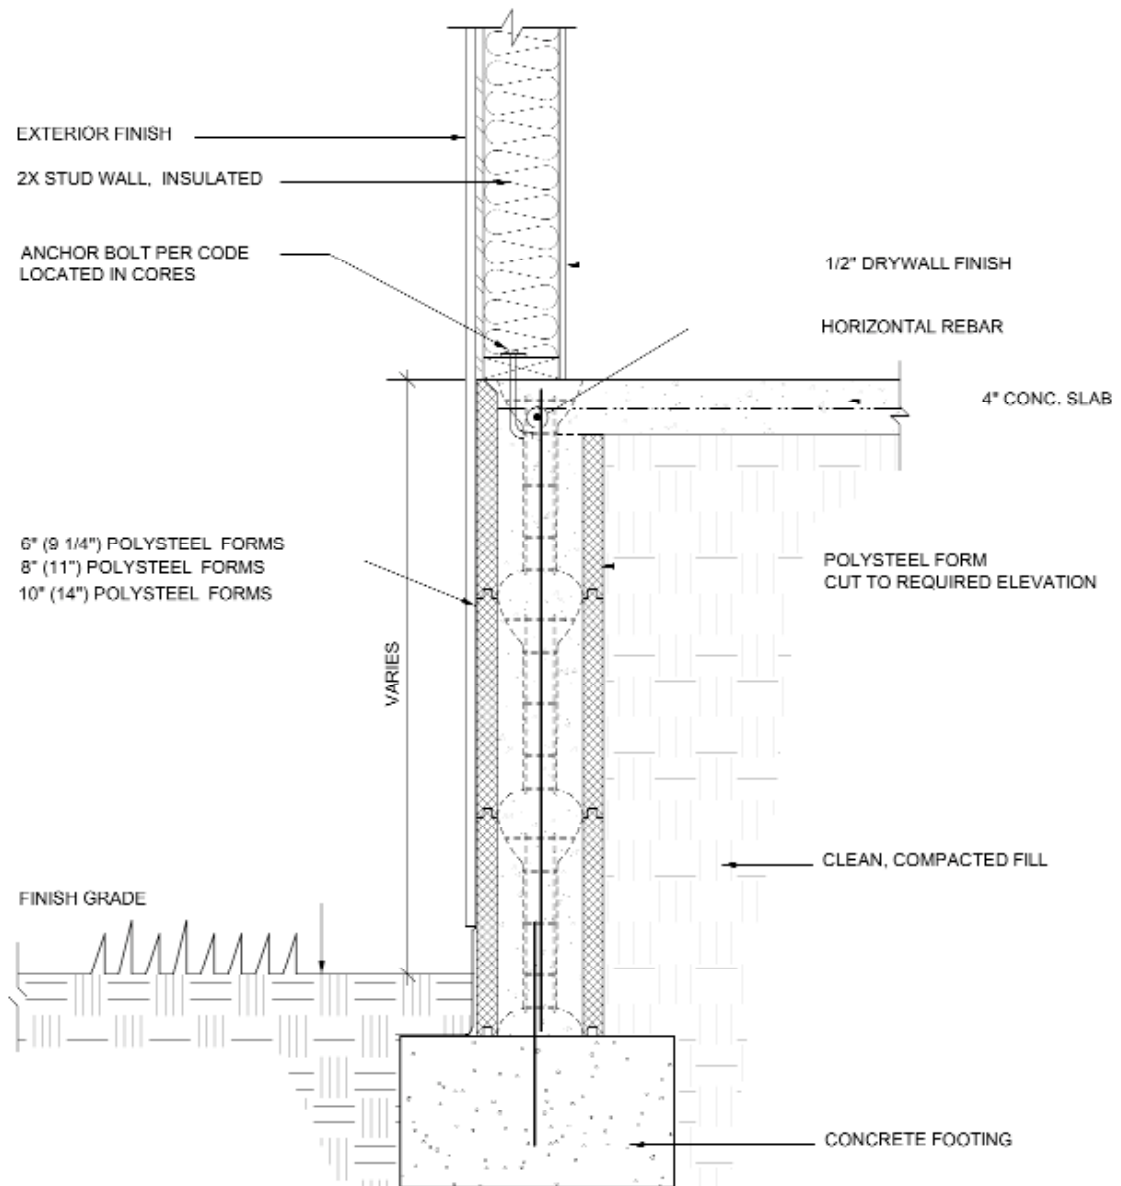 EXTERIOR FINISH
2X STUD WALL, INSULATED
ANCHOR BOLT PER CODE
LOCATED IN CORES
1/2" DRYWALL FINISH
HORIZONTAL REBAR
4" CONC. SLAB
6" (9 1/4") POLYSTEEL FORMS
8" (11") POLYSTEEL FORMS
10" (14") POLYSTEEL FORMS
POLYSTEEL FORM
CUT TO REQUIRED ELEVATION
VARIES
CLEAN, COMPACTED FILL
FINISH GRADE
CONCRETE FOOTING